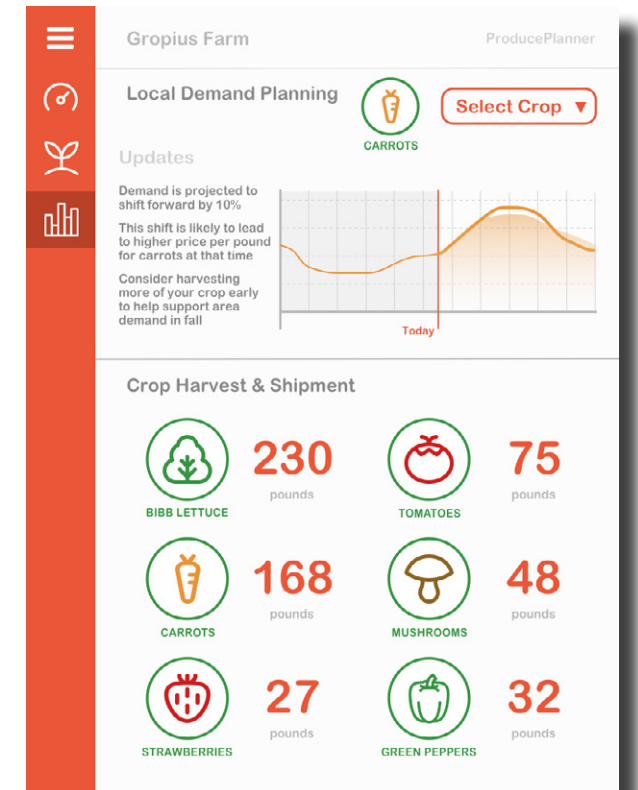 Gropius Farm
ProducePlanner
Local Demand Planning
CARROTS
Select Crop ▼
Updates
Demand is projected to
shift forward by 10%
This shift is likely to lead
to higher price per pound
for carrots at that time
Consider harvesting
more of your crop early
to help support area
demand in fall
Today
Crop Harvest & Shipment
230
pounds
BIBB LETTUCE
75
pounds
TOMATOES
168
pounds
CARROTS
48
pounds
MUSHROOMS
27
pounds
STRAWBERRIES
32
pounds
GREEN PEPPERS